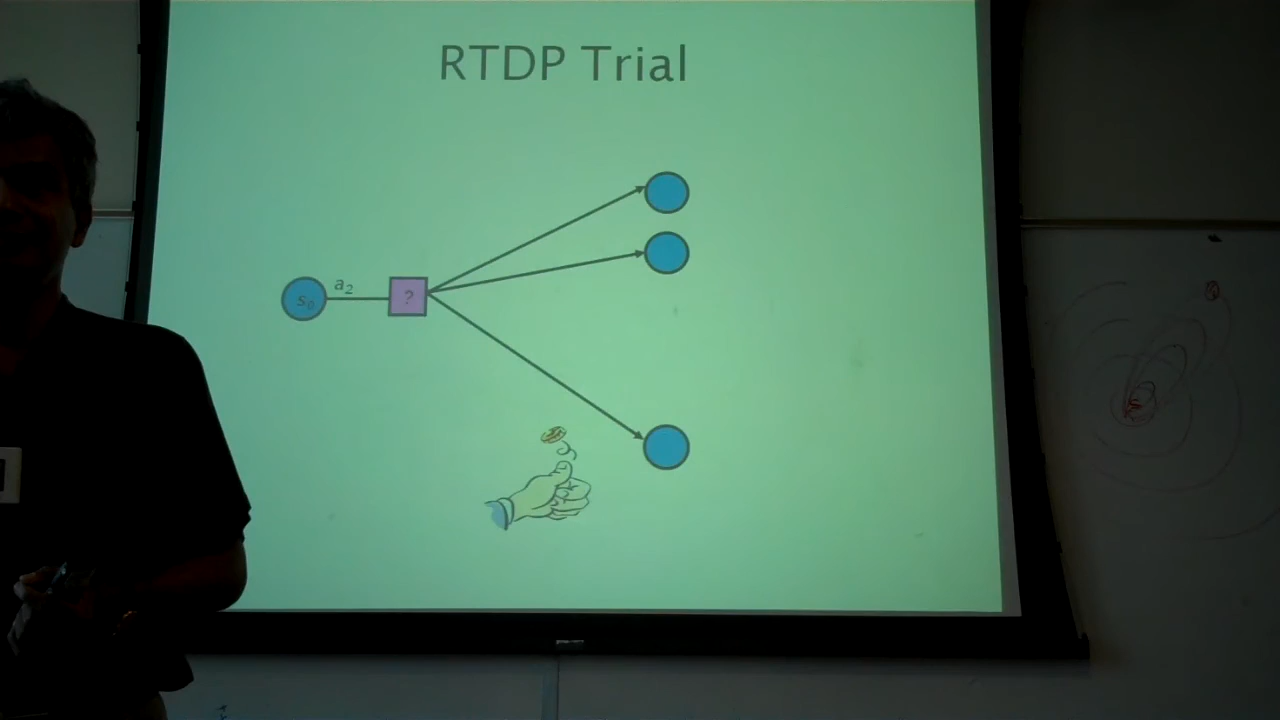 RTDP Trial
a₂
s₀
?